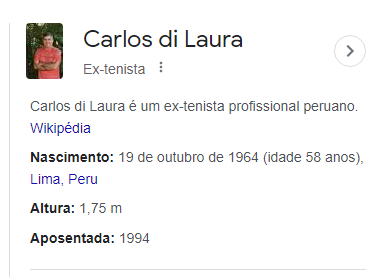 Carlos di Laura
Ex-tenista
Carlos di Laura é um ex-tenista profissional peruano.
Wikipédia
Nascimento: 19 de outubro de 1964 (idade 58 anos),
Lima, Peru
Altura: 1,75 m
Aposentada: 1994